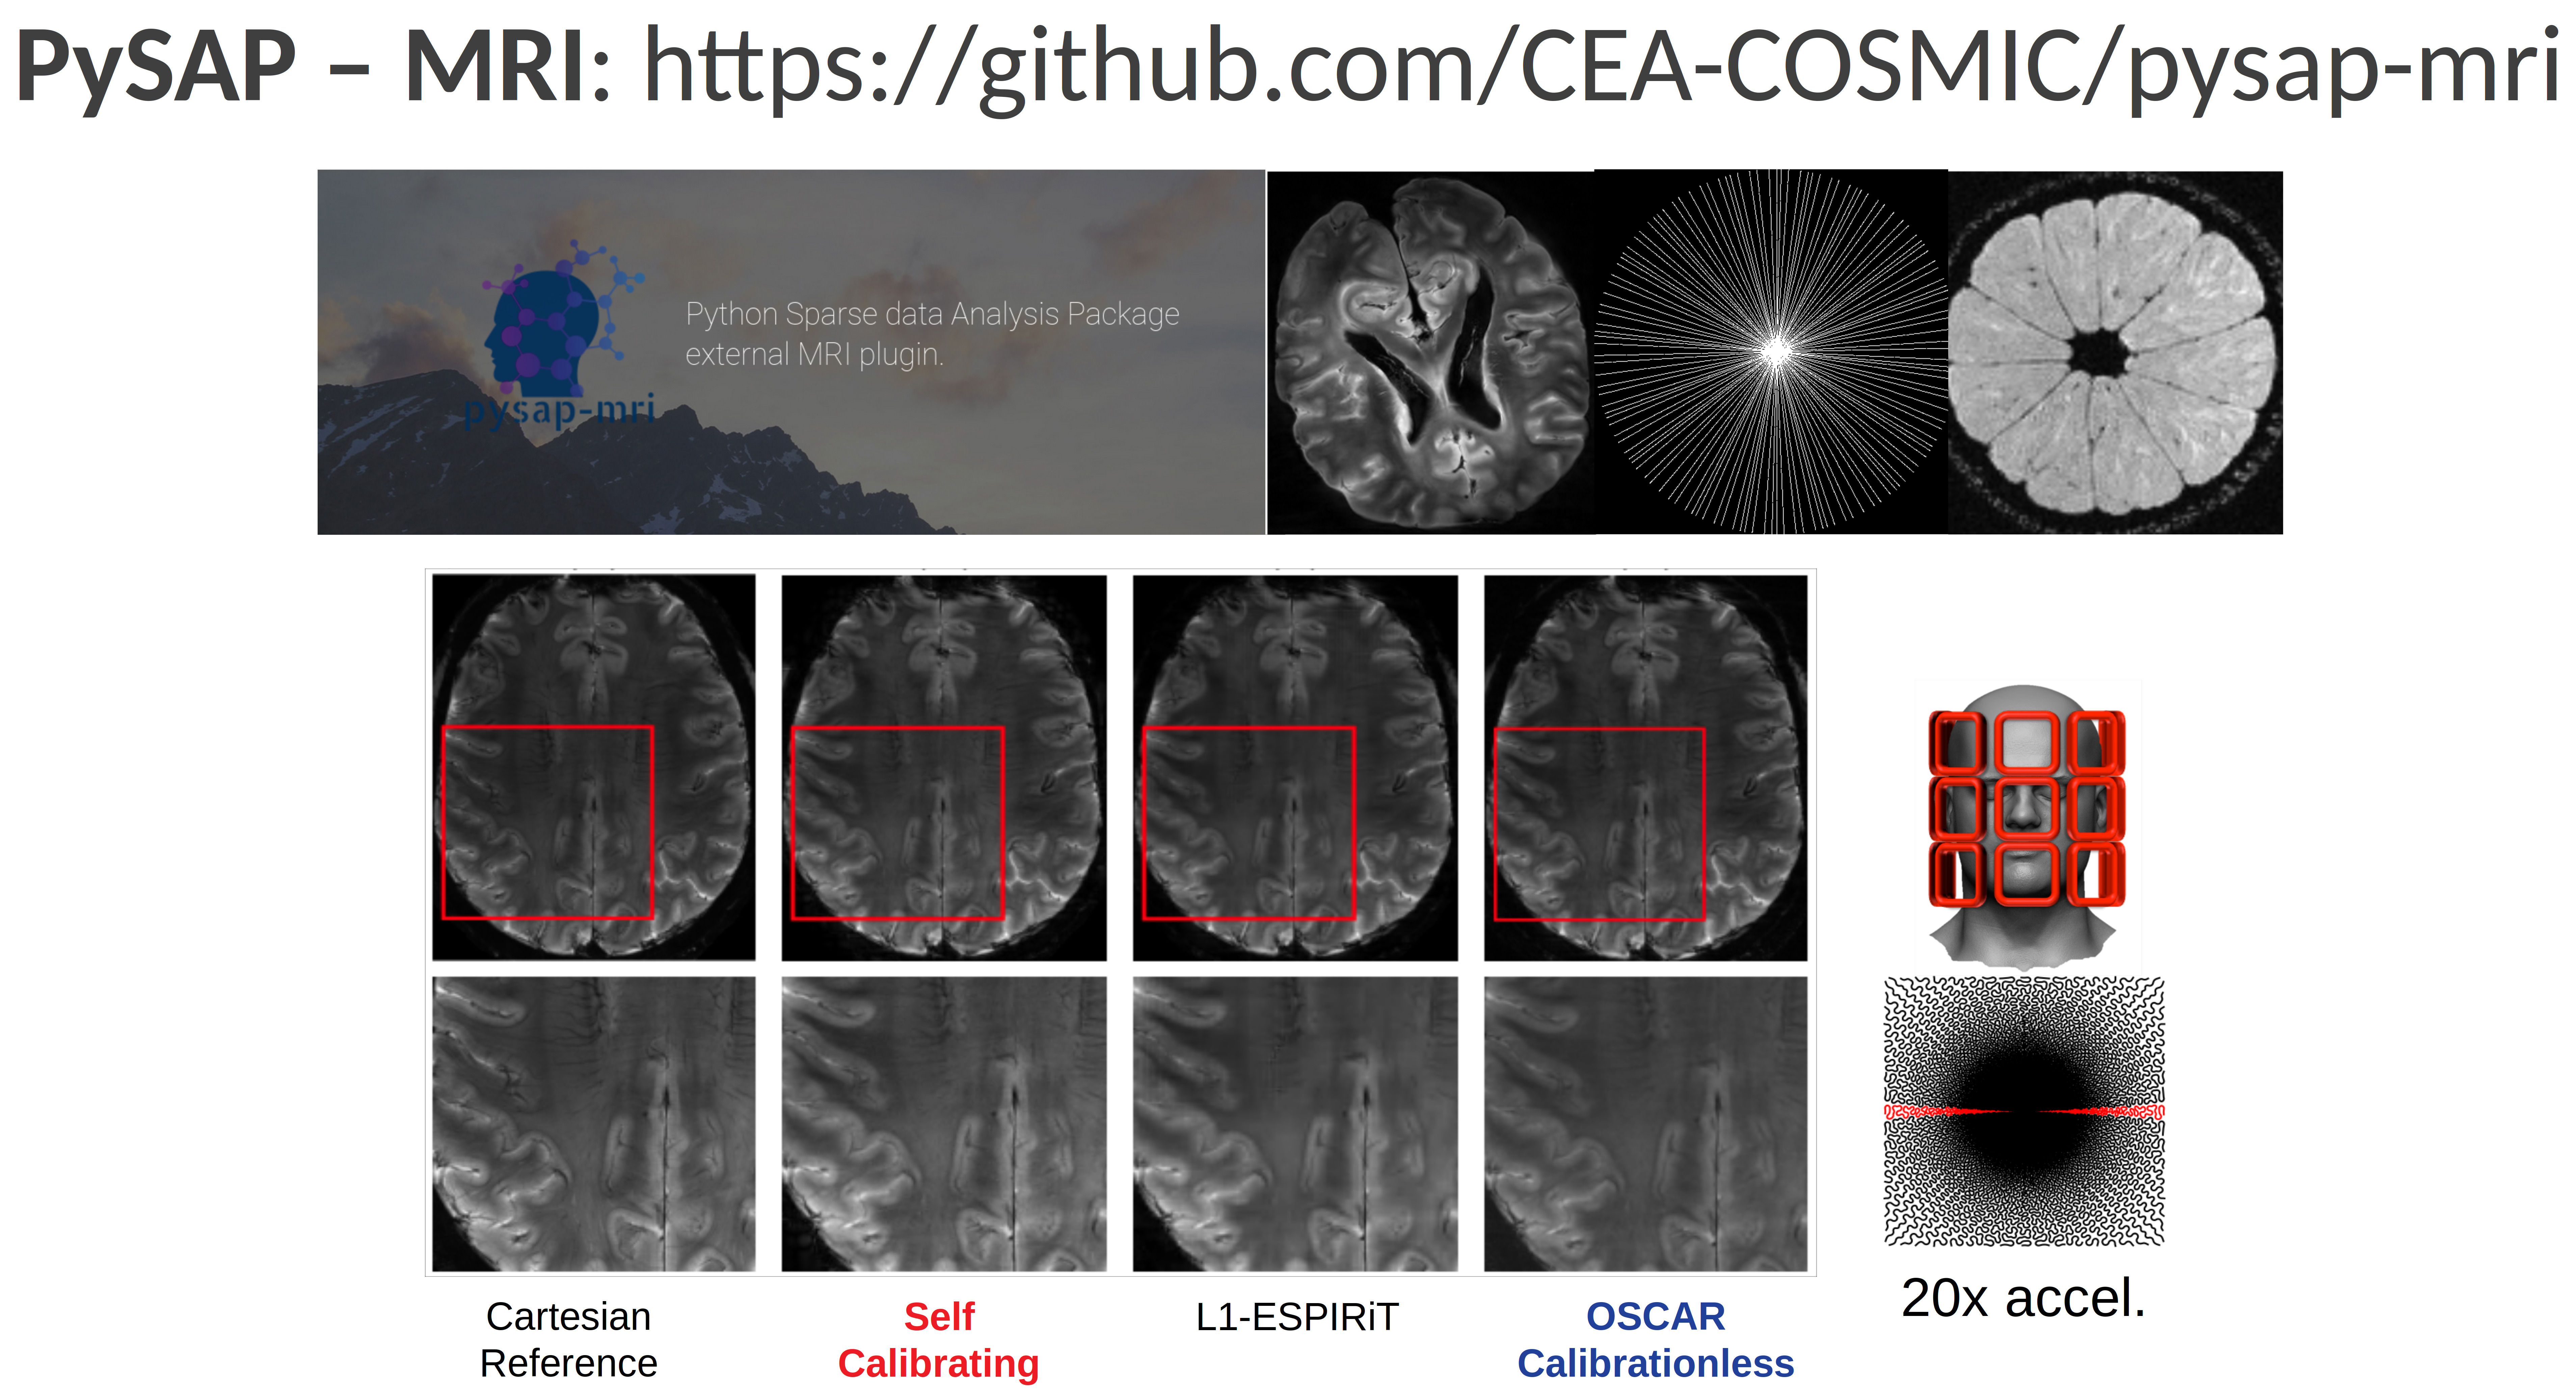 PySAP – MRI: https://github.com/CEA-COSMIC/pysap-mri
Python Sparse data Analysis Package
external MRI plugin.
pysap-mri
Cartesian
Reference
Self
Calibrating
L1-ESPIRiT
OSCAR
Calibrationless
20x accel.